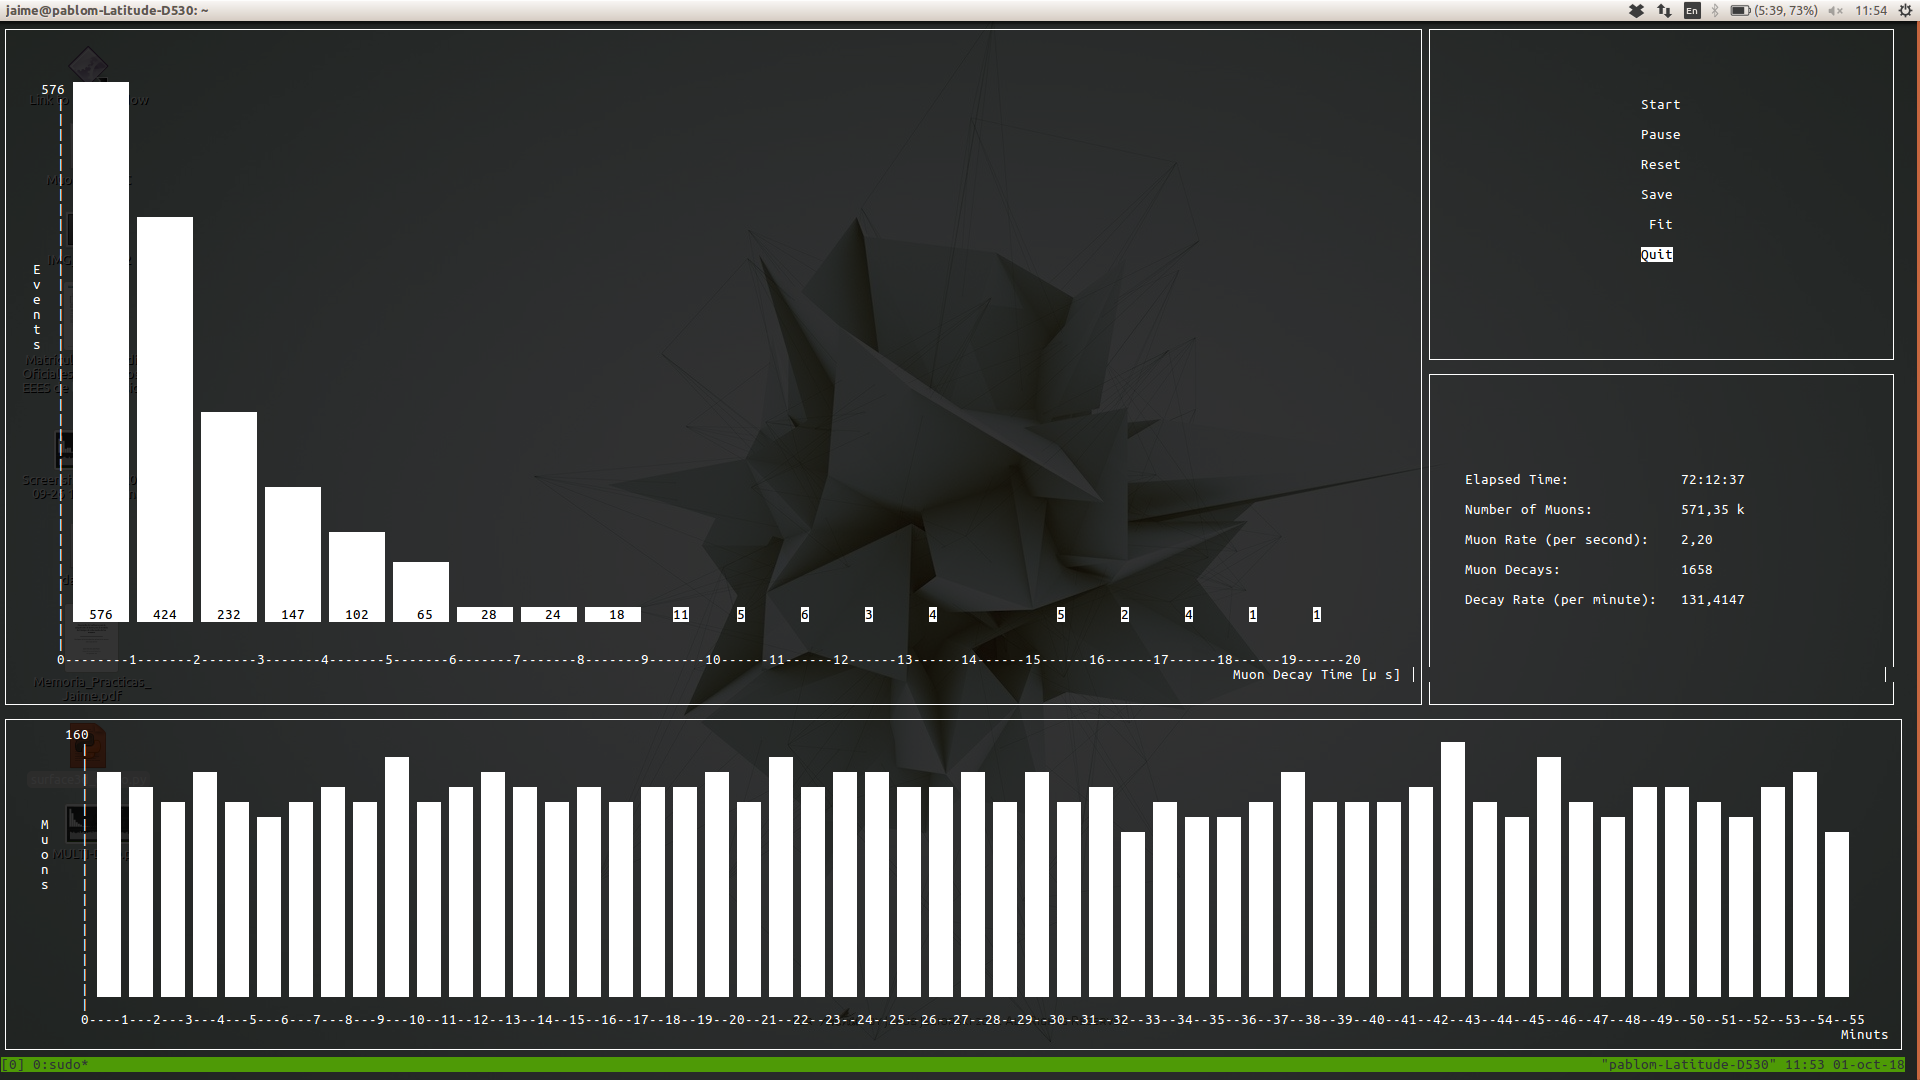 jaime@pablom-Latitude-D530: ~
En (5:39, 73%) 11:54
576
Events
576 424 232 147 102 65 28 24 18 11 5 6 3 4 5 2 4 1 1
0--------1-------2-------3-------4-------5-------6-------7-------8-------9-------10------11------12------13------14------15------16------17------18------19------20
Muon Decay Time [µ s]
Start
Pause
Reset
Save
Fit
Quit
Elapsed Time: 72:12:37
Number of Muons: 571,35 k
Muon Rate (per second): 2,20
Muon Decays: 1658
Decay Rate (per minute): 131,4147
Memoria_Practicas_
Jaime.pdf
160
Muons
0----1---2---3---4---5---6---7---8---9---10--11--12--13--14--15--16--17--18--19--20--21--22--23--24--25--26--27--28--29--30--31--32--33--34--35--36--37--38--39--40--41--42--43--44--45--46--47--48--49--50--51--52--53--54--55
Minuts
[0] 0:sudo*
"pablom-Latitude-D530" 11:53 01-oct-18